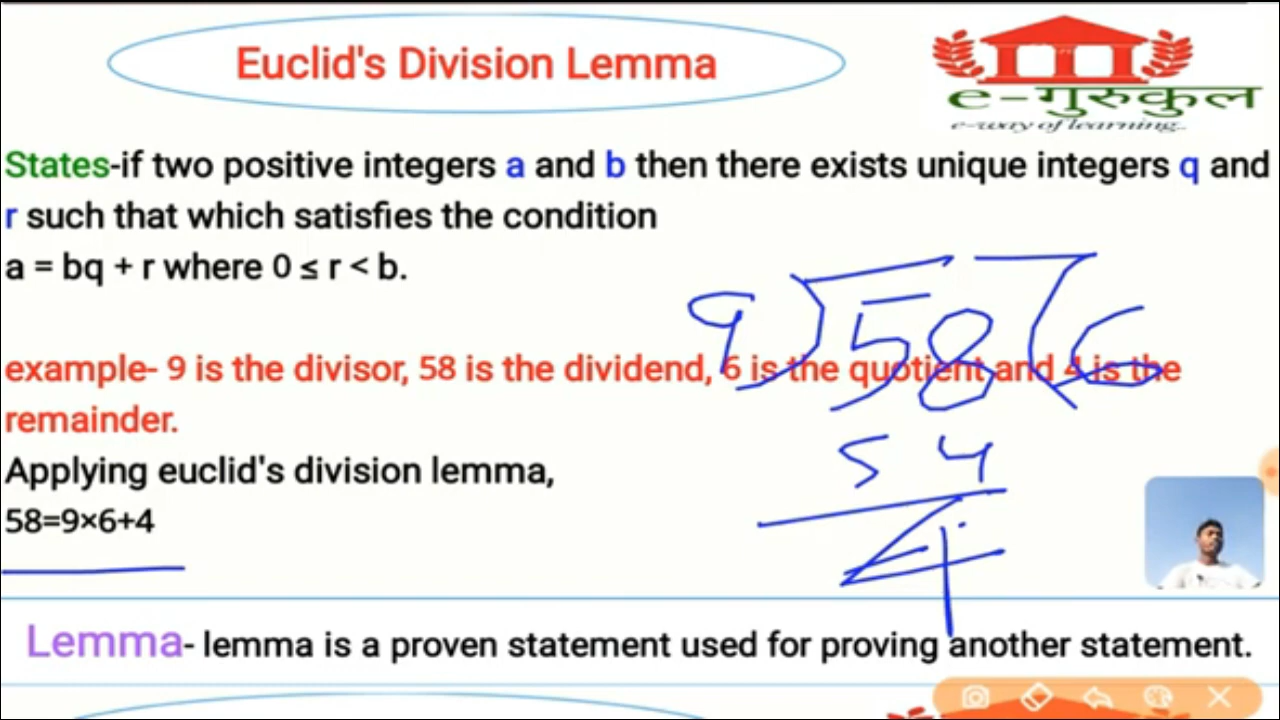 Euclid's Division Lemma
e-गुरुकुल
e-way of learning..
States-if two positive integers a and b then there exists unique integers q and
r such that which satisfies the condition
a = bq + r where 0 ≤ r < b.
9 58 6
example- 9 is the divisor, 58 is the dividend, 6 is the quotient and 4 is the
remainder.
54
Applying euclid's division lemma,
58=9×6+4
4
Lemma- lemma is a proven statement used for proving another statement.